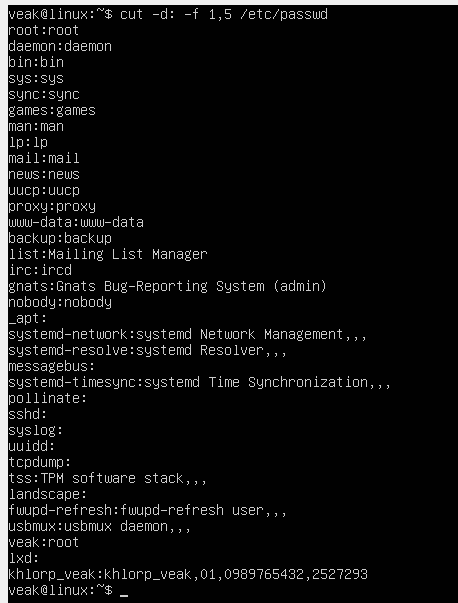 veak@linux:~$ cut -d: -f 1,5 /etc/passwd
root:root
daemon:daemon
bin:bin
sys:sys
sync:sync
games:games
man:man
lp:lp
mail:mail
news:news
uucp:uucp
proxy:proxy
www-data:www-data
backup:backup
list:Mailing List Manager
irc:ircd
gnats:Gnats Bug-Reporting System (admin)
nobody:nobody
_apt:
systemd-network:systemd Network Management,,,
systemd-resolve:systemd Resolver,,,
messagebus:
systemd-timesync:systemd Time Synchronization,,,
pollinate:
sshd:
syslog:
uuidd:
tcpdump:
tss:TPM software stack,,,
landscape:
fwupd-refresh:fwupd-refresh user,,,
usbmux:usbmux daemon,,,
veak:root
lxd:
khlorp_veak:khlorp_veak,01,0989765432,2527293
veak@linux:~$ _